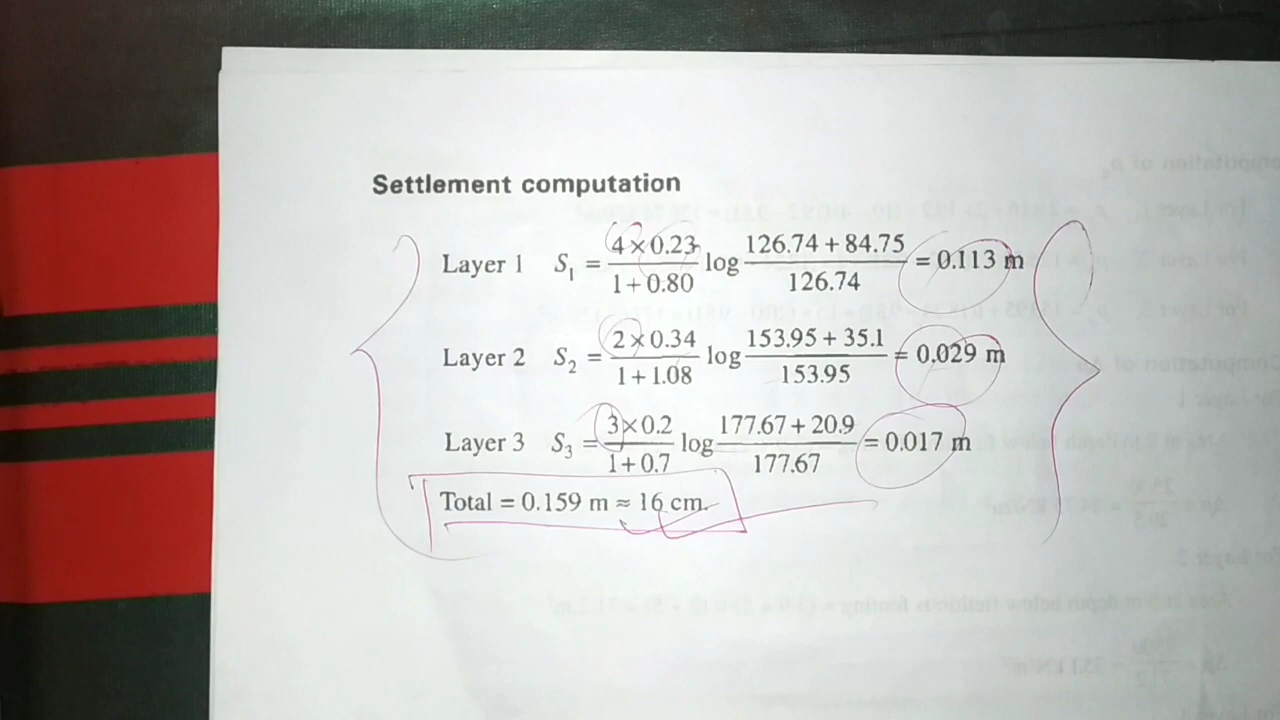 Settlement computation
Layer 1 S₁ = (4 × 0.23)/(1 + 0.80) log (126.74 + 84.75)/126.74 = 0.113 m
Layer 2 S₂ = (2 × 0.34)/(1 + 1.08) log (153.95 + 35.1)/153.95 = 0.029 m
Layer 3 S₃ = (3 × 0.2)/(1 + 0.7) log (177.67 + 20.9)/177.67 = 0.017 m
Total = 0.159 m ≈ 16 cm.